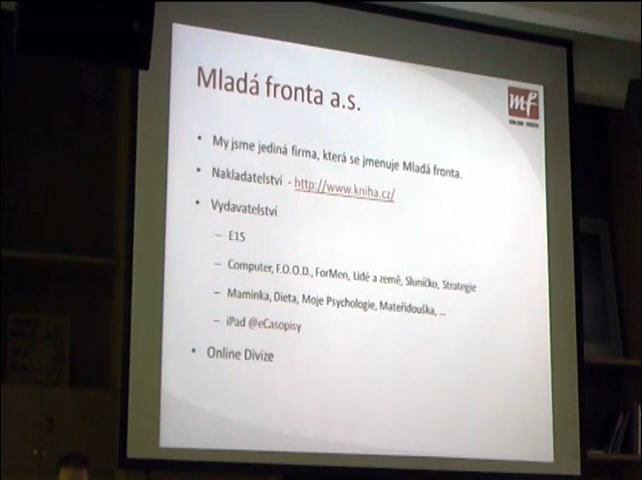 Mladá fronta a.s.
mf
• My jsme jediná firma, která se jmenuje Mladá fronta.
• Nakladatelství - http://www.kniha.cz/
• Vydavatelství
– E15
– Computer, F.O.O.D., ForMen, Lidé a země, Sluníčko, Strategie
– Maminka, Dieta, Moje Psychologie, Mateřídouška, ...
– iPad @eCasopisy
• Online Divize